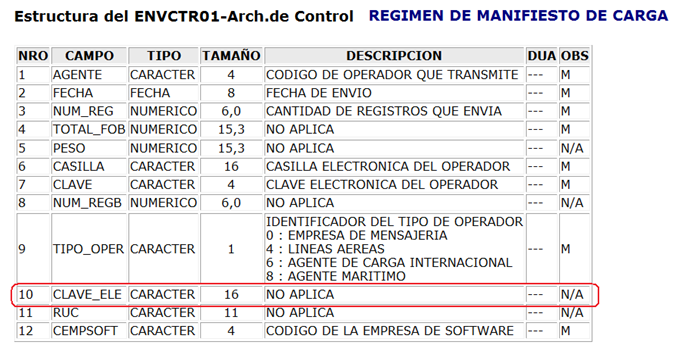 Estructura del ENVCTR01-Arch.de Control REGIMEN DE MANIFIESTO DE CARGA
NRO CAMPO TIPO TAMAÑO DESCRIPCION DUA OBS
1 AGENTE CARACTER 4 CODIGO DE OPERADOR QUE TRANSMITE --- M
2 FECHA FECHA 8 FECHA DE ENVIO --- M
3 NUM_REG NUMERICO 6,0 CANTIDAD DE REGISTROS QUE ENVIA --- M
4 TOTAL_FOB NUMERICO 15,3 NO APLICA --- M
5 PESO NUMERICO 15,3 NO APLICA --- N/A
6 CASILLA CARACTER 16 CASILLA ELECTRONICA DEL OPERADOR --- M
7 CLAVE CARACTER 4 CLAVE ELECTRONICA DEL OPERADOR --- M
8 NUM_REGB NUMERICO 6,0 NO APLICA --- N/A
9 TIPO_OPER CARACTER 1 IDENTIFICADOR DEL TIPO DE OPERADOR --- M
0 : EMPRESA DE MENSAJERIA
4 : LINEAS AEREAS
6 : AGENTE DE CARGA INTERNACIONAL
8 : AGENTE MARITIMO
10 CLAVE_ELE CARACTER 16 NO APLICA --- N/A
11 RUC CARACTER 11 NO APLICA --- N/A
12 CEMPSOFT CARACTER 4 CODIGO DE LA EMPRESA DE SOFTWARE --- M